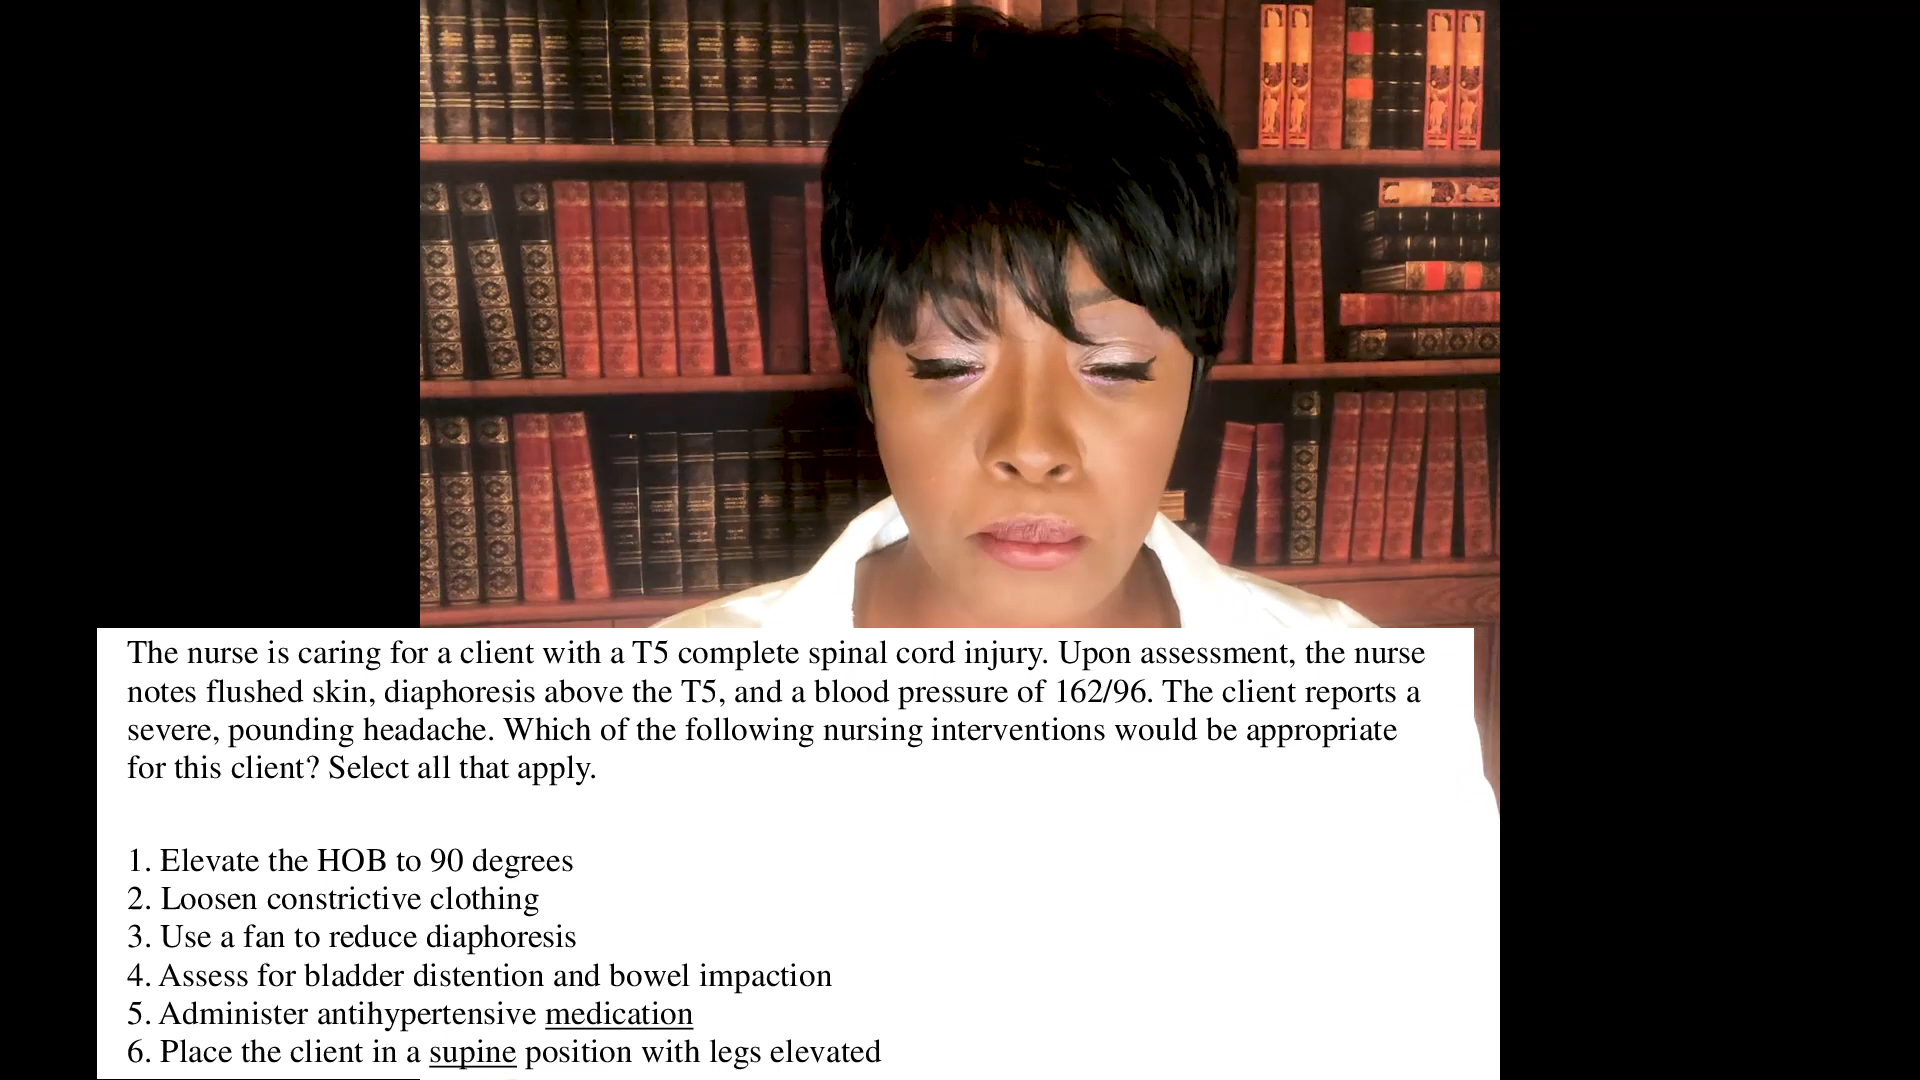 The nurse is caring for a client with a T5 complete spinal cord injury. Upon assessment, the nurse
notes flushed skin, diaphoresis above the T5, and a blood pressure of 162/96. The client reports a
severe, pounding headache. Which of the following nursing interventions would be appropriate
for this client? Select all that apply.
1. Elevate the HOB to 90 degrees
2. Loosen constrictive clothing
3. Use a fan to reduce diaphoresis
4. Assess for bladder distention and bowel impaction
5. Administer antihypertensive medication
6. Place the client in a supine position with legs elevated